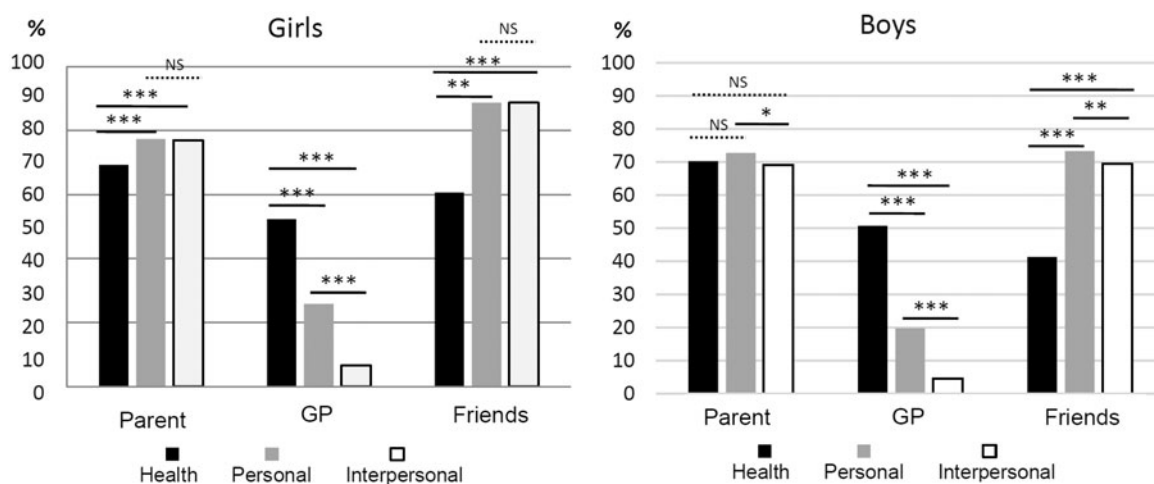 %
Girls
NS
NS
100
90
80
70
60
50
40
30
20
10
0
***
***
***
***
***
***
**
Parent
GP
Friends
Health
Personal
Interpersonal
%
Boys
100
90
80
70
60
50
40
30
20
10
0
NS
NS
*
***
***
***
***
**
***
Parent
GP
Friends
Health
Personal
Interpersonal